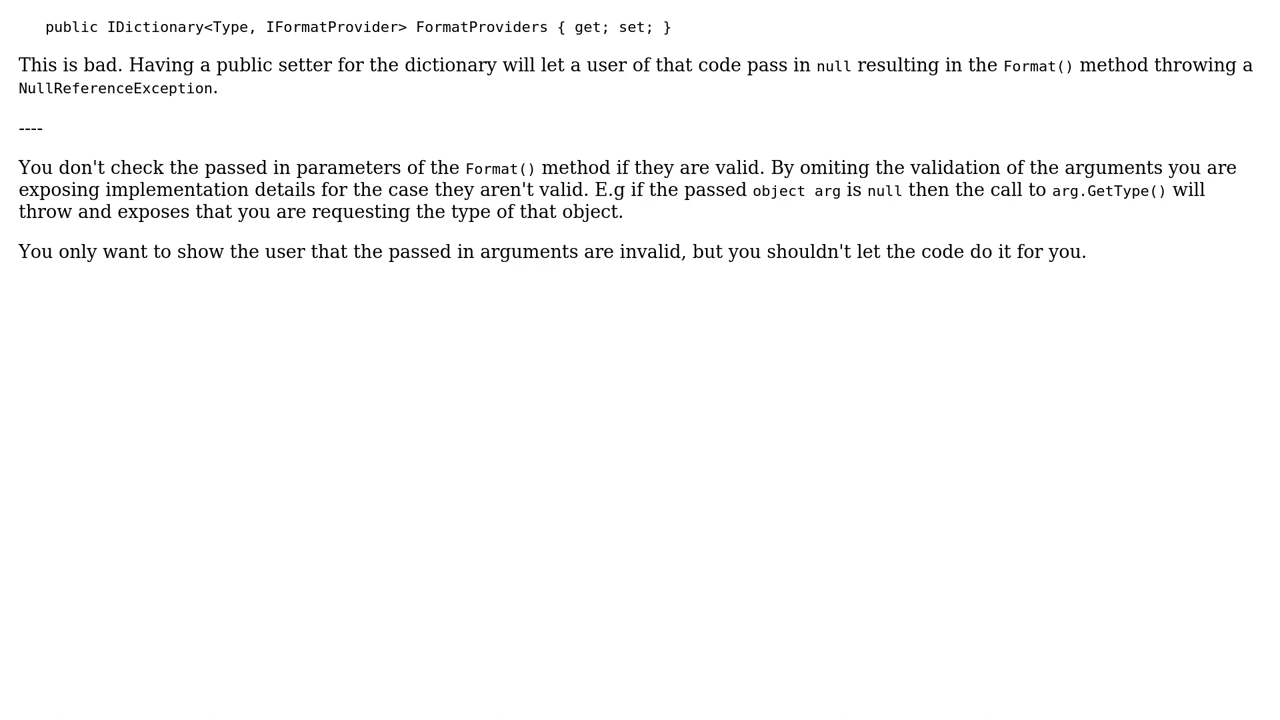 public IDictionary<Type, IFormatProvider> FormatProviders { get; set; }
This is bad. Having a public setter for the dictionary will let a user of that code pass in null resulting in the Format() method throwing a
NullReferenceException.
----
You don't check the passed in parameters of the Format() method if they are valid. By omiting the validation of the arguments you are
exposing implementation details for the case they aren't valid. E.g if the passed object arg is null then the call to arg.GetType() will
throw and exposes that you are requesting the type of that object.
You only want to show the user that the passed in arguments are invalid, but you shouldn't let the code do it for you.